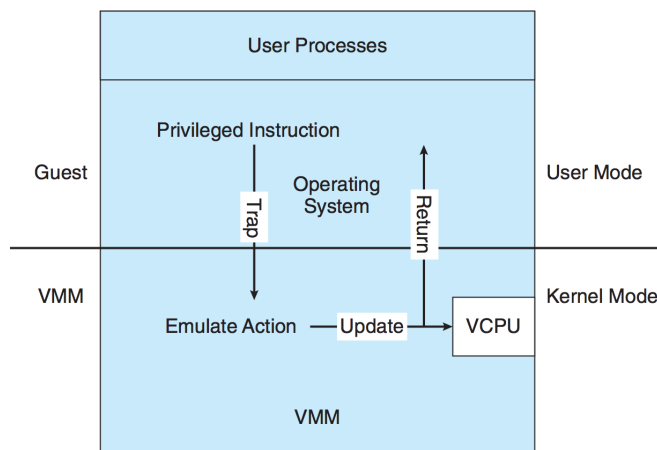 User Processes
Privileged Instruction
Guest
User Mode
Operating
System
Trap
Return
VMM
Kernel Mode
Emulate Action
Update
VCPU
VMM